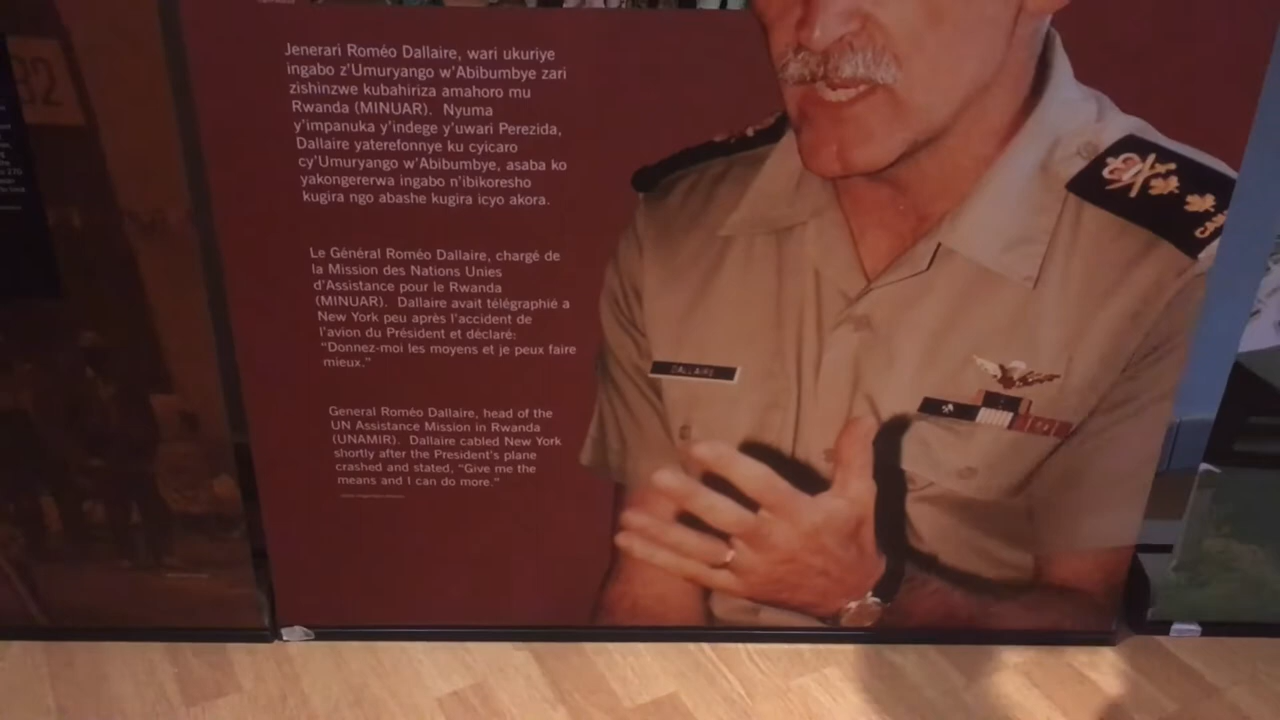 32
Jenerari Roméo Dallaire, wari ukuriye
ingabo z'Umuryango w'Abibumbye zari
zishinzwe kubahiriza amahoro mu
Rwanda (MINUAR). Nyuma
y'impanuka y'indege y'uwari Perezida,
Dallaire yaterefonnye ku cyicaro
cy'Umuryango w'Abibumbye, asaba ko
yakongererwa ingabo n'ibikoresho
kugira ngo abashe kugira icyo akora.
Le Général Roméo Dallaire, chargé de
la Mission des Nations Unies
d'Assistance pour le Rwanda
(MINUAR). Dallaire avait télégraphié a
New York peu après l'accident de
l'avion du Président et déclaré:
"Donnez-moi les moyens et je peux faire
mieux."
General Roméo Dallaire, head of the
UN Assistance Mission in Rwanda
(UNAMIR). Dallaire cabled New York
shortly after the President's plane
crashed and stated, "Give me the
means and I can do more."
DALLAIRE